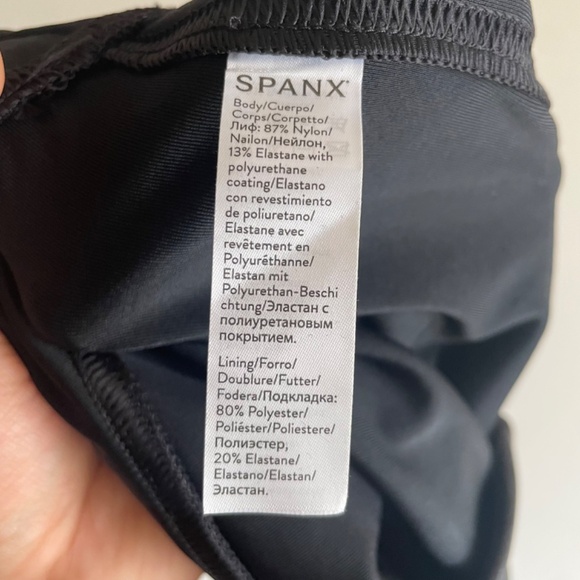 SPANX®
Body/Cuerpo/
Corps/Corpetto/
Лиф: 87% Nylon/
Nailon/Нейлон,
13% Elastane with
polyurethane
coating/Elastano
con revestimiento
de poliuretano/
Elastane avec
revêtement en
Polyuréthanne/
Elastan mit
Polyurethan-Beschi
chtung/Эластан с
полиуретановым
покрытием.
Lining/Forro/
Doublure/Futter/
Fodera/Подкладка:
80% Polyester/
Poliéster/Poliestere/
Полиэстер,
20% Elastane/
Elastano/Elastan/
Эластан.